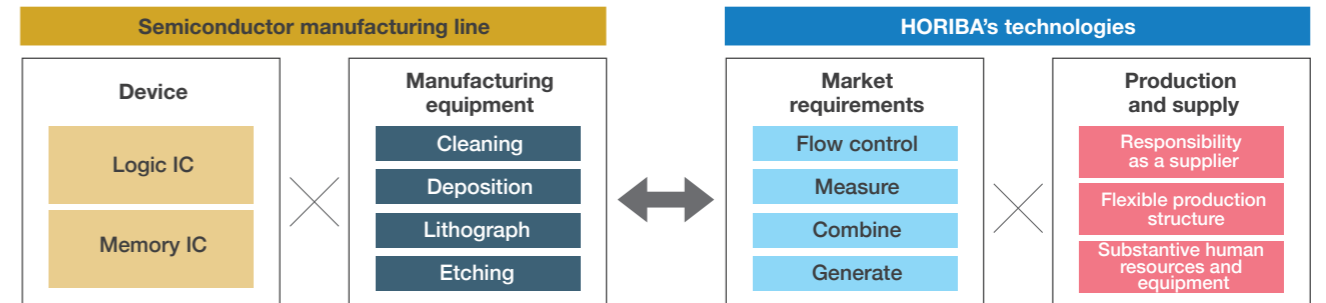 Semiconductor manufacturing line
HORIBA's technologies
Device
Logic IC
Memory IC
Manufacturing
equipment
Cleaning
Deposition
Lithograph
Etching
Market
requirements
Flow control
Measure
Combine
Generate
Production
and supply
Responsibility
as a supplier
Flexible production
structure
Substantive human
resources and
equipment